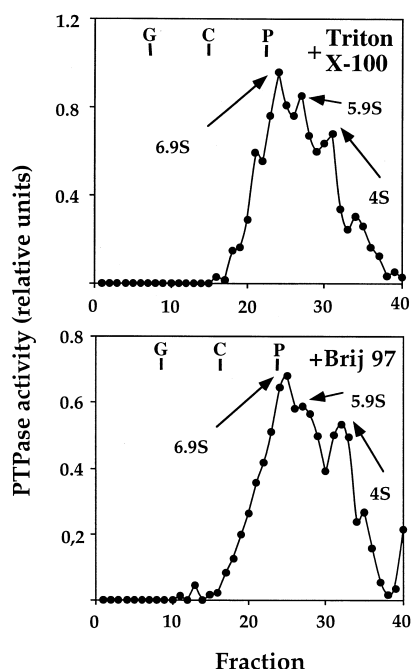 PTPase activity (relative units)
1.2
0.8
0.4
G C P
+ Triton
X-100
6.9S
5.9S
4S
0 10 20 30 40
0.8
0.6
0.4
0,2
G C P
+Brij 97
6.9S
5.9S
4S
0 10 20 30 40
Fraction